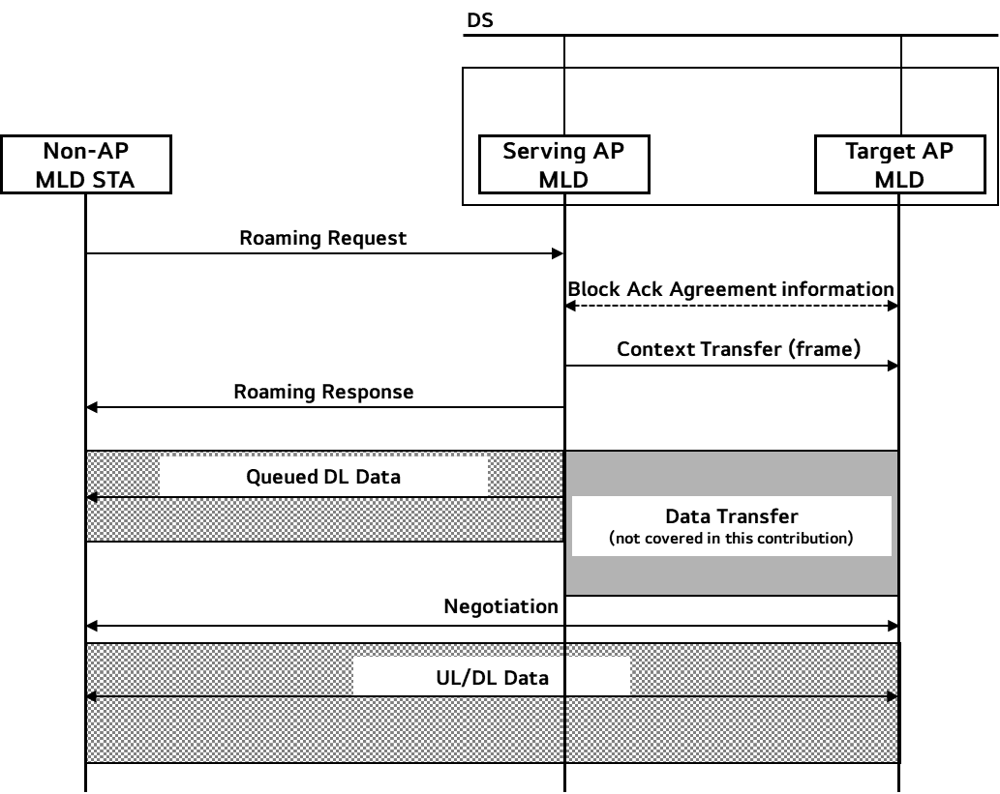 DS
Non-AP
MLD STA
Serving AP
MLD
Target AP
MLD
Roaming Request
Block Ack Agreement information
Context Transfer (frame)
Roaming Response
Queued DL Data
Data Transfer
(not covered in this contribution)
Negotiation
UL/DL Data